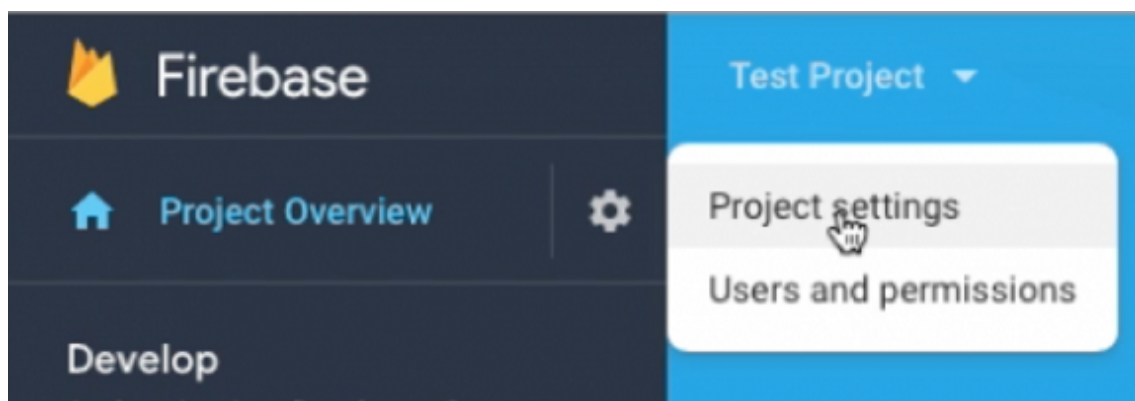 Firebase
Test Project
Project Overview
Project settings
Users and permissions
Develop